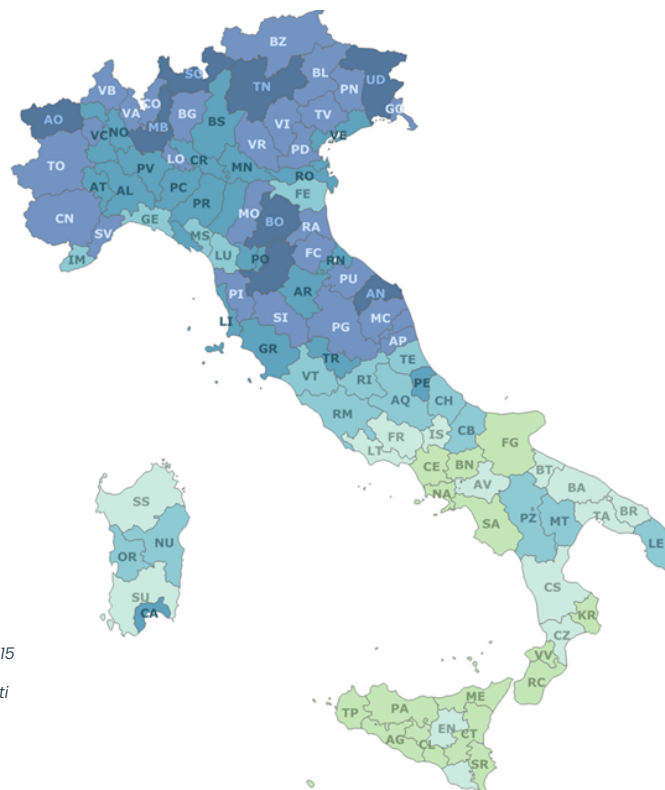 BZ
SO
BL
UD
TN
VB
PN
CO
VA
GO
AO
BG
TV
BS
VI
MB
VE
VC
NO
VR
PD
LO
CR
TO
PV
MN
RO
AT
AL
PC
FE
PR
MO
CN
GE
BO
RA
SV
MS
LU
PO
FC
RN
IM
PU
PI
AR
AN
LI
SI
MC
PG
AP
GR
TR
TE
VT
RI
PE
AQ
CH
RM
CB
FR
IS
FG
LT
CE
BN
BT
AV
BA
NA
SS
BR
TA
SA
PZ
MT
NU
LE
OR
CS
SU
CA
KR
CZ
15
VV
RC
ti
ME
PA
TP
EN
CT
AG
CL
SR